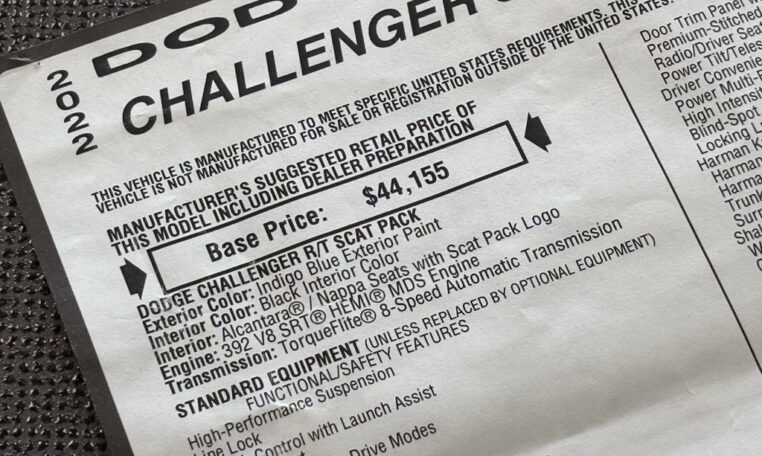 2022
DOD
CHALLENGER
THIS VEHICLE IS MANUFACTURED TO MEET SPECIFIC UNITED STATES REQUIREMENTS. THIS
VEHICLE IS NOT MANUFACTURED FOR SALE OR REGISTRATION OUTSIDE OF THE UNITED STATES.
MANUFACTURER'S SUGGESTED RETAIL PRICE OF
THIS MODEL INCLUDING DEALER PREPARATION
Base Price: $44,155
DODGE CHALLENGER R/T SCAT PACK
Exterior Color: Indigo Blue Exterior Paint
Interior Color: Black Interior Color
Interior: Alcantara® / Nappa Seats with Scat Pack Logo
Engine: 392 V8 SRT® HEMI® MDS Engine
Transmission: TorqueFlite® 8-Speed Automatic Transmission
STANDARD EQUIPMENT (UNLESS REPLACED BY OPTIONAL EQUIPMENT)
FUNCTIONAL/SAFETY FEATURES
High-Performance Suspension
Line Lock
Control with Launch Assist
Drive Modes
Door Trim Panel
Premium-Stitched
Radio/Driver Sea
Power Tilt/Teles
Driver Convenie
Power Multi-
High Intensit
Blind-Spot
Locking
Harman K
Harman
Harma
Trunk
Surr
Sha